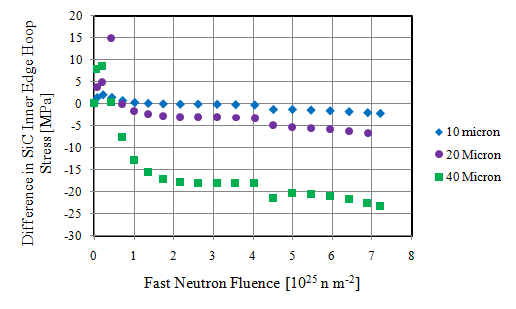 Difference in SiC Inner Edge Hoop
Stress [MPa]
20
15
10
5
0
-5
-10
-15
-20
-25
-30
0 1 2 3 4 5 6 7 8
Fast Neutron Fluence [10²⁵ n m⁻²]
10 micron
20 Micron
40 Micron